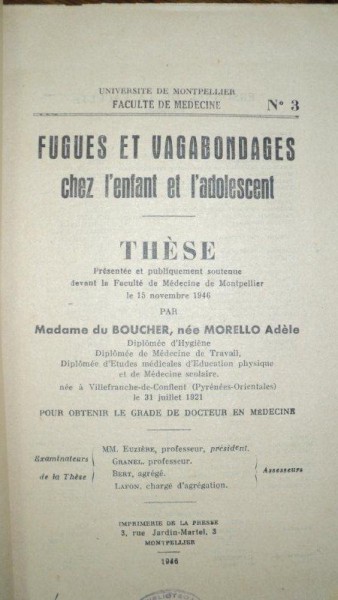 UNIVERSITE DE MONTPELLIER
FACULTÉ DE MEDECINE N° 3
FUGUES ET VAGABONDAGES
chez l'enfant et l'adolescent
THÈSE
Présentée et publiquement soutenue
devant la Faculté de Médecine de Montpellier
le 15 novembre 1946
PAR
Madame du BOUCHER, née MORELLO Adèle
Diplômée d'Hygiène
Diplômée de Médecine de Travail,
Diplômée d'Etudes médicales d'Education physique
et de Médecine scolaire.
née à Villefranche-de-Conflent (Pyrénées-Orientales)
le 31 juillet 1921
POUR OBTENIR LE GRADE DE DOCTEUR EN MÉDECINE
Examinateurs
de la Thèse
MM. EUZIÈRE, professeur, président.
GRANEL, professeur.
BERT, agrégé.
LAFON, chargé d'agrégation.
Assesseurs
IMPRIMERIE DE LA PRESSE
3, rue Jardin-Martel, 3
MONTPELLIER
1946